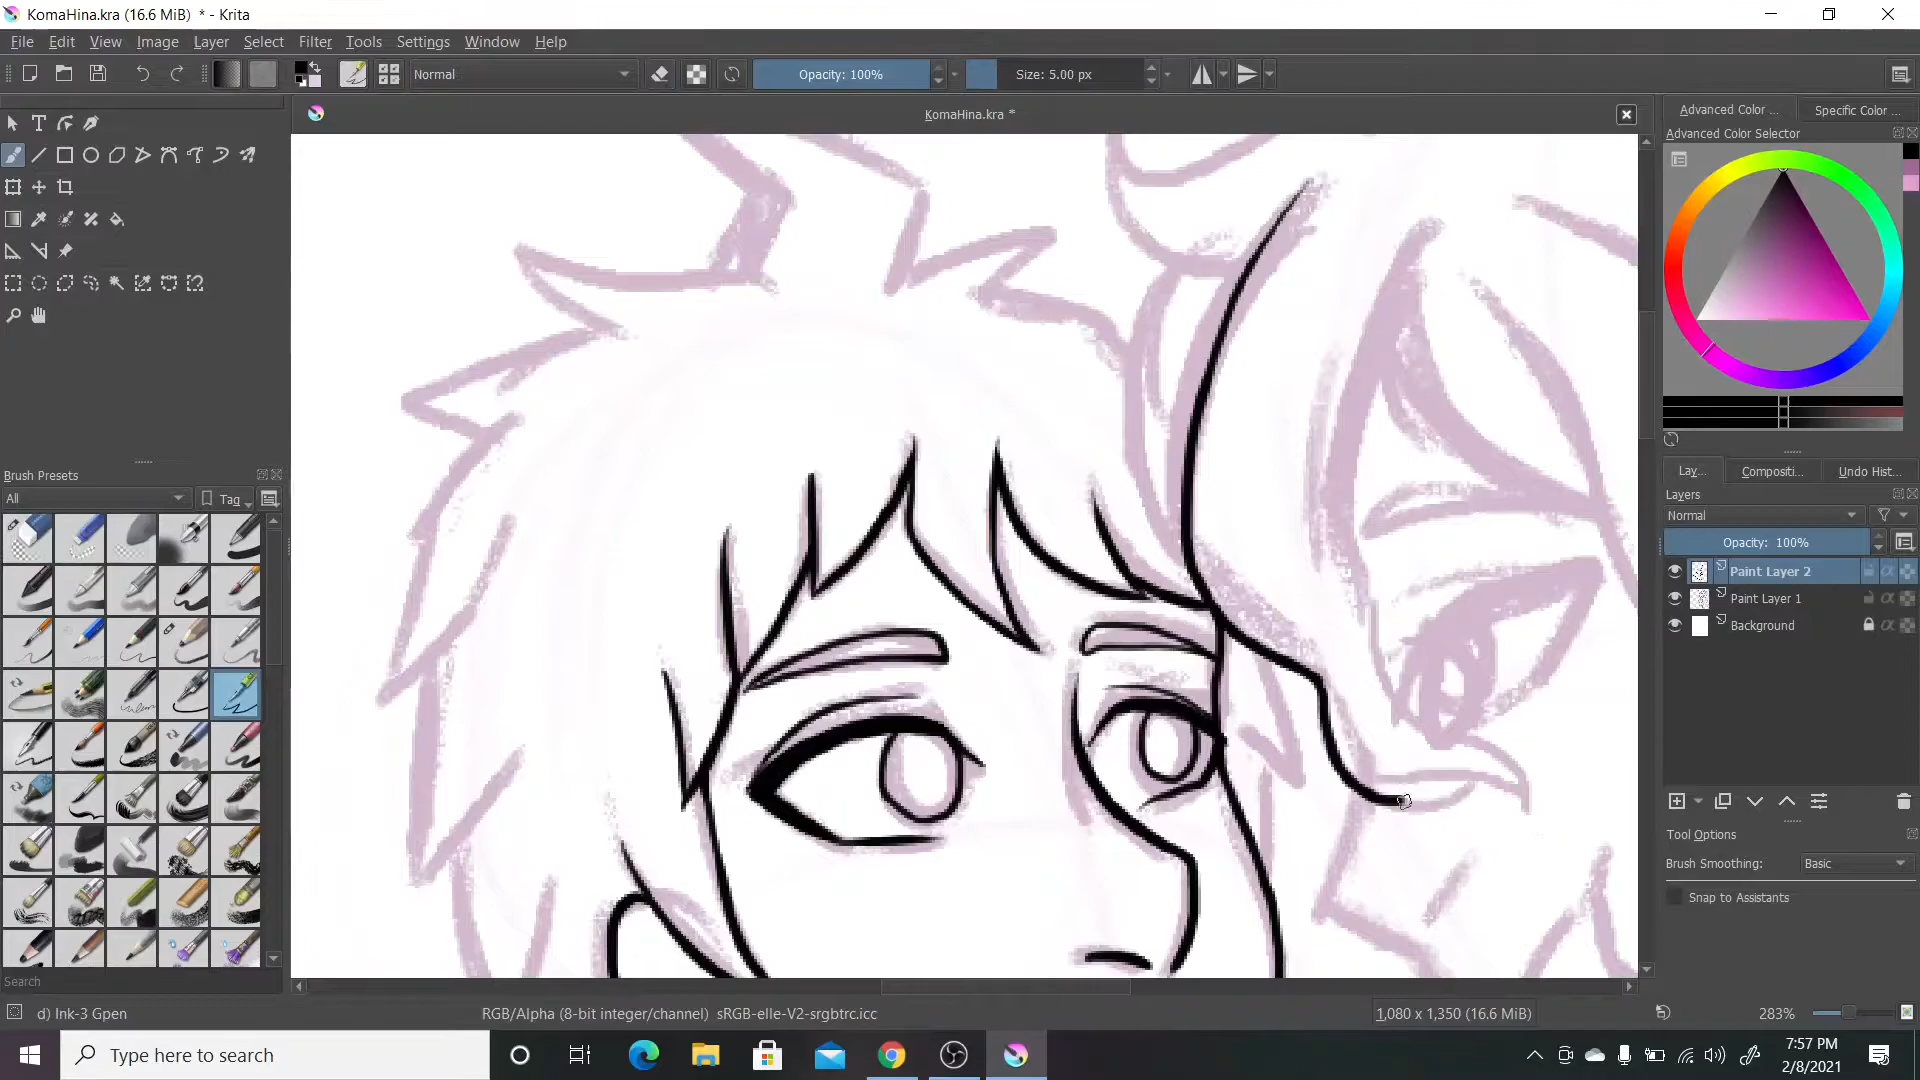 KomaHina.kra (16.6 MiB)  * - Krita
File Edit View Image Layer Select Filter Tools Settings Window Help
Normal
Opacity: 100%
Size: 5.00 px
KomaHina.kra *
Advanced Color ...
Specific Color ...
Advanced Color Selector
Brush Presets
All
Tag
Search
Lay...
Compositi...
Undo Hist...
Layers
Normal
Opacity:  100%
Paint Layer 2
Paint Layer 1
Background
Tool Options
Brush Smoothing:
Basic
Snap to Assistants
d) Ink-3 Gpen
RGB/Alpha (8-bit integer/channel)  sRGB-elle-V2-srgbtrc.icc
1,080 x 1,350 (16.6 MiB)
283%
Type here to search
7:57 PM
2/8/2021